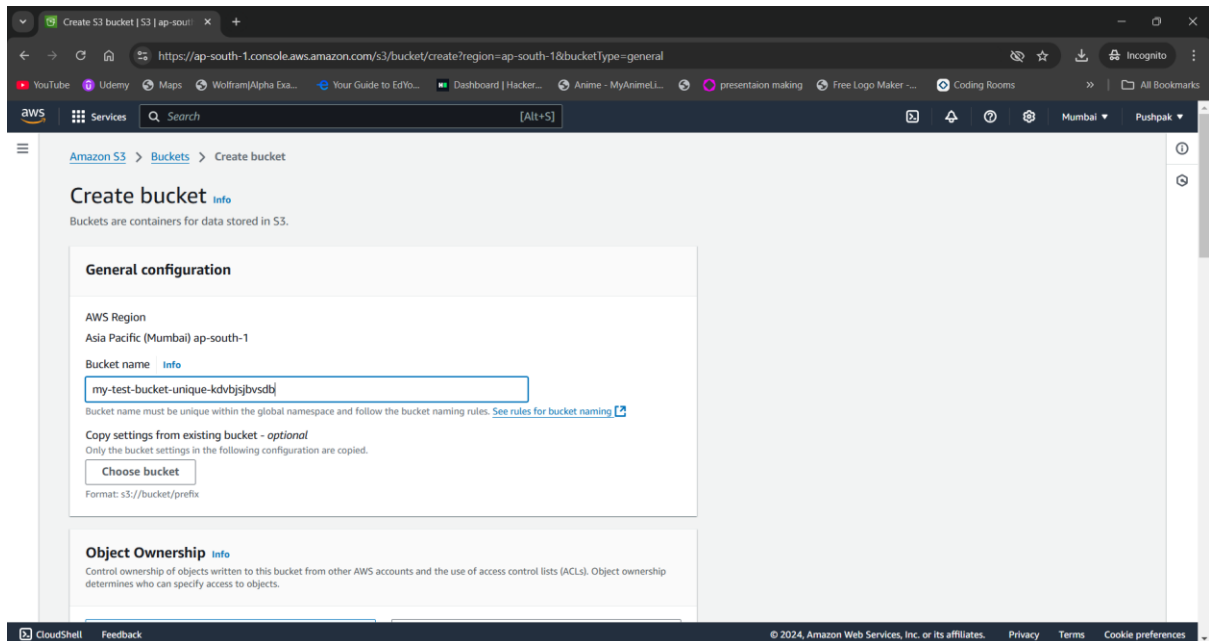 Create S3 bucket | S3 | ap-sout
https://ap-south-1.console.aws.amazon.com/s3/bucket/create?region=ap-south-1&bucketType=general
Incognito
YouTube Udemy Maps Wolfram|Alpha Exa... Your Guide to EdYo... Dashboard | Hacker... Anime - MyAnimeLi... presentaion making Free Logo Maker -... Coding Rooms » All Bookmarks
aws Services Search [Alt+S] Mumbai Pushpak
Amazon S3 > Buckets > Create bucket
Create bucket Info
Buckets are containers for data stored in S3.
General configuration
AWS Region
Asia Pacific (Mumbai) ap-south-1
Bucket name Info
my-test-bucket-unique-kdvbjsjbvsdb
Bucket name must be unique within the global namespace and follow the bucket naming rules. See rules for bucket naming
Copy settings from existing bucket - optional
Only the bucket settings in the following configuration are copied.
Choose bucket
Format: s3://bucket/prefix
Object Ownership Info
Control ownership of objects written to this bucket from other AWS accounts and the use of access control lists (ACLs). Object ownership
determines who can specify access to objects.
CloudShell Feedback © 2024, Amazon Web Services, Inc. or its affiliates. Privacy Terms Cookie preferences